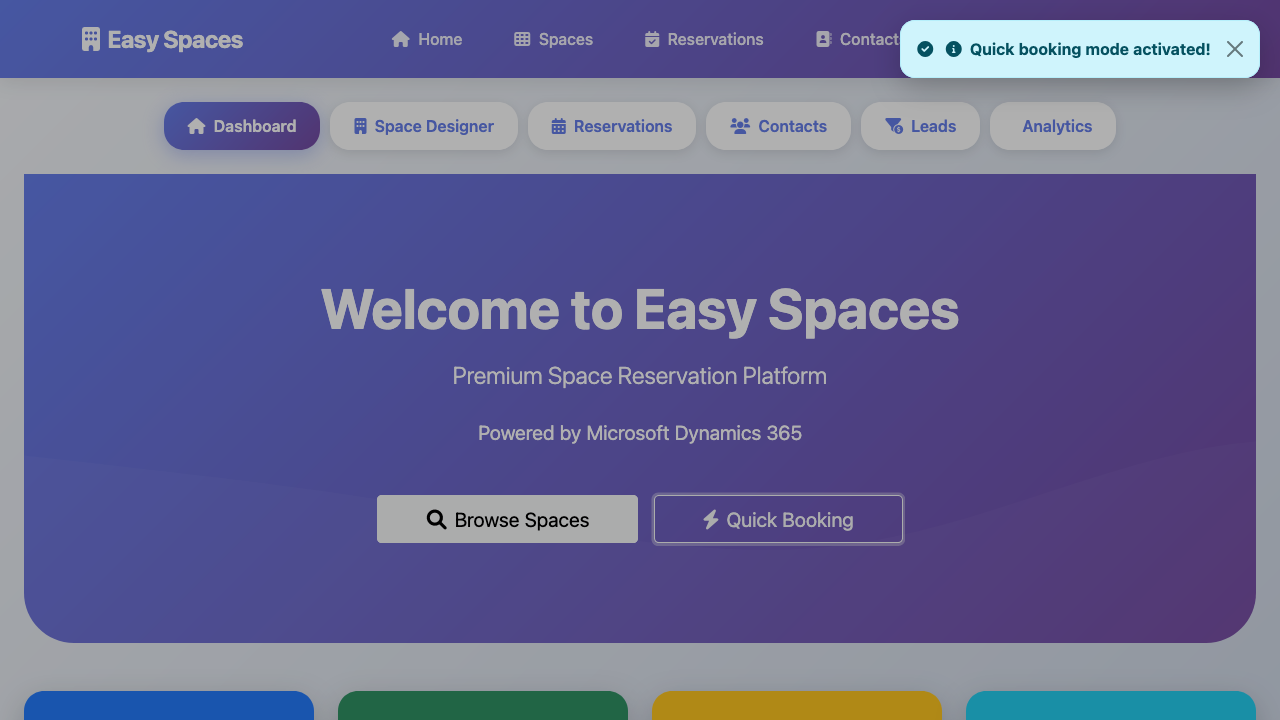 Easy Spaces
Home
Spaces
Reservations
Contact
Quick booking mode activated!
Dashboard
Space Designer
Reservations
Contacts
Leads
Analytics
Welcome to Easy Spaces
Premium Space Reservation Platform
Powered by Microsoft Dynamics 365
Browse Spaces
Quick Booking